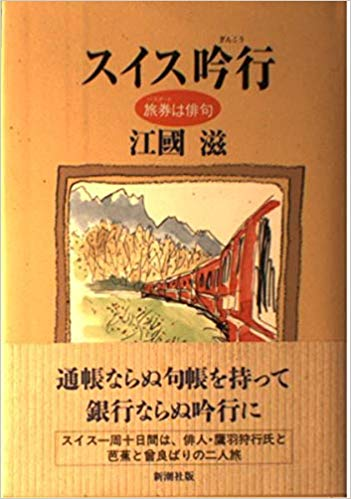 ぎんこう
スイス吟行
パスポート
旅券は俳句
江國 滋
通帳ならぬ句帳を持って
銀行ならぬ吟行に
スイス一周十日間は、俳人・鷹羽狩行氏と
芭蕉と曾良ばりの二人旅
新潮社版